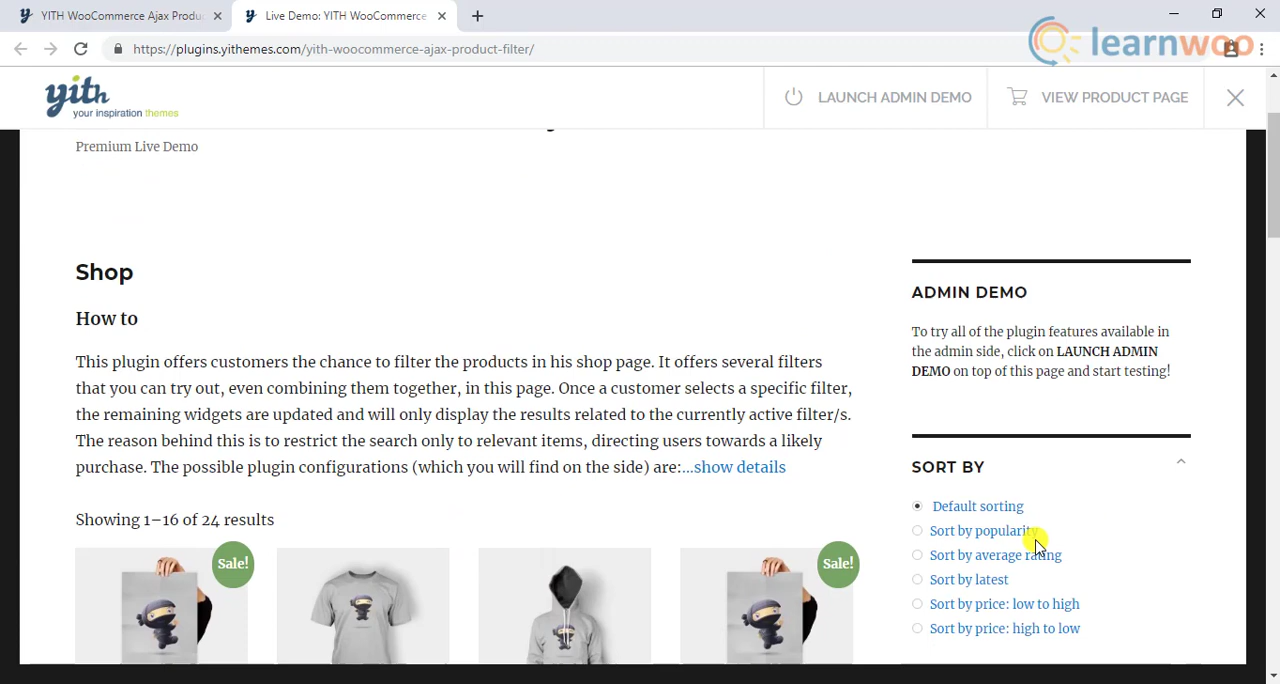 YITH WooCommerce Ajax Produ
Live Demo: YITH WooCommerce
https://plugins.yithemes.com/yith-woocommerce-ajax-product-filter/
learnwoo
yith
your inspiration themes
LAUNCH ADMIN DEMO
VIEW PRODUCT PAGE
Premium Live Demo
Shop
How to
This plugin offers customers the chance to filter the products in his shop page. It offers several filters
that you can try out, even combining them together, in this page. Once a customer selects a specific filter,
the remaining widgets are updated and will only display the results related to the currently active filter/s.
The reason behind this is to restrict the search only to relevant items, directing users towards a likely
purchase. The possible plugin configurations (which you will find on the side) are:...show details
Showing 1–16 of 24 results
Sale!
Sale!
ADMIN DEMO
To try all of the plugin features available in
the admin side, click on LAUNCH ADMIN
DEMO on top of this page and start testing!
SORT BY
Default sorting
Sort by popularity
Sort by average rating
Sort by latest
Sort by price: low to high
Sort by price: high to low